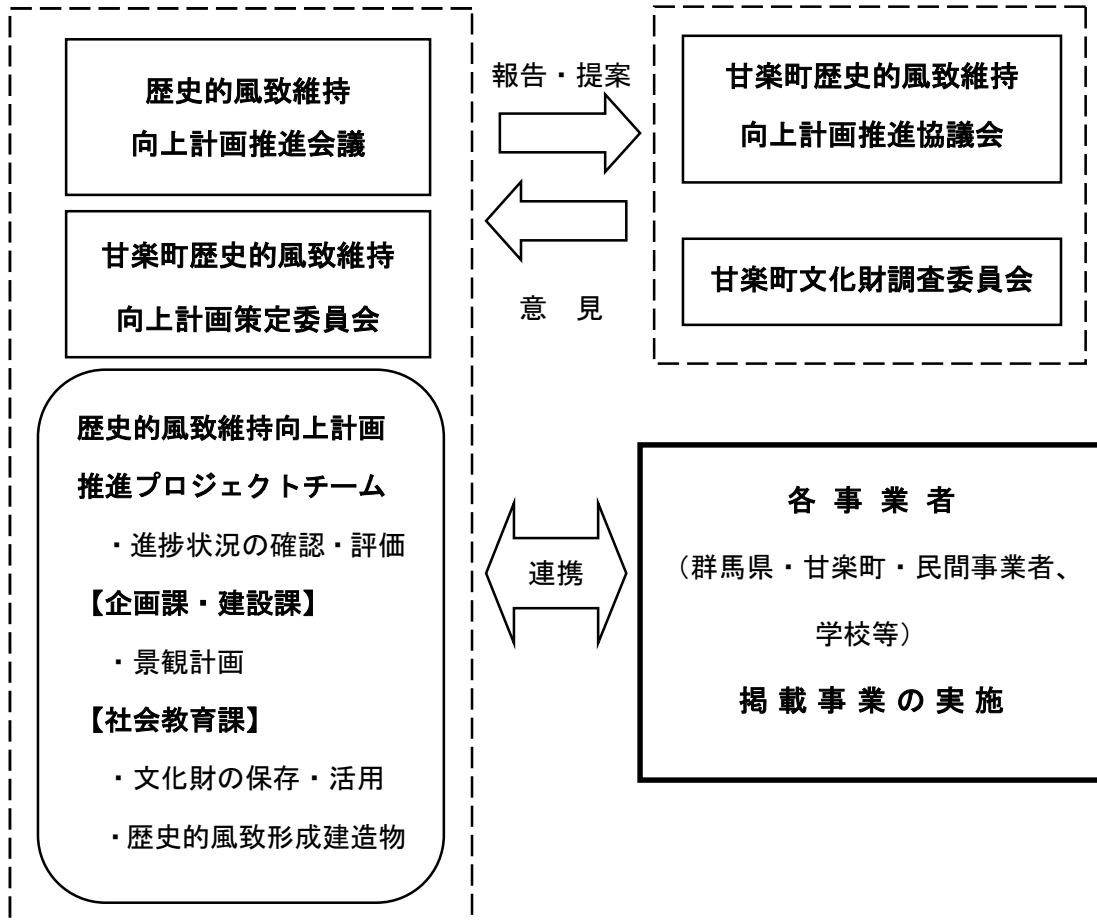 歴史的風致維持
向上計画推進会議
甘楽町歴史的風致維持
向上計画策定委員会
歴史的風致維持向上計画
推進プロジェクトチーム
・進捗状況の確認・評価
【企画課・建設課】
・景観計画
【社会教育課】
・文化財の保存・活用
・歴史的風致形成建造物
報告・提案
意 見
甘楽町歴史的風致維持
向上計画推進協議会
甘楽町文化財調査委員会
連携
各 事 業 者
（群馬県・甘楽町・民間事業者、
学校等）
掲 載 事 業 の 実 施